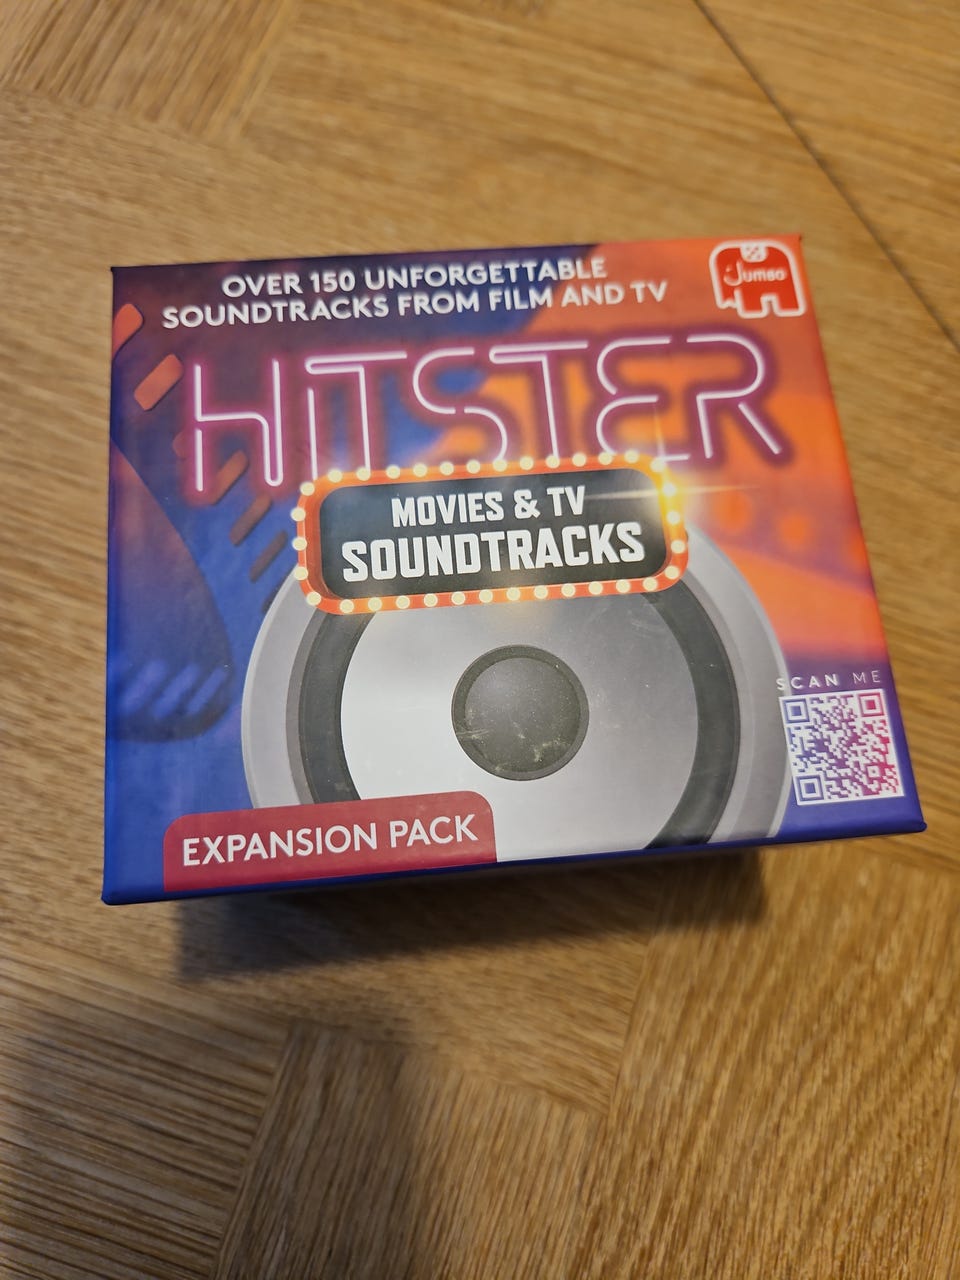 OVER 150 UNFORGETTABLE
SOUNDTRACKS FROM FILM AND TV
Jumbo
HITSTER
MOVIES & TV
SOUNDTRACKS
SCAN ME
EXPANSION PACK